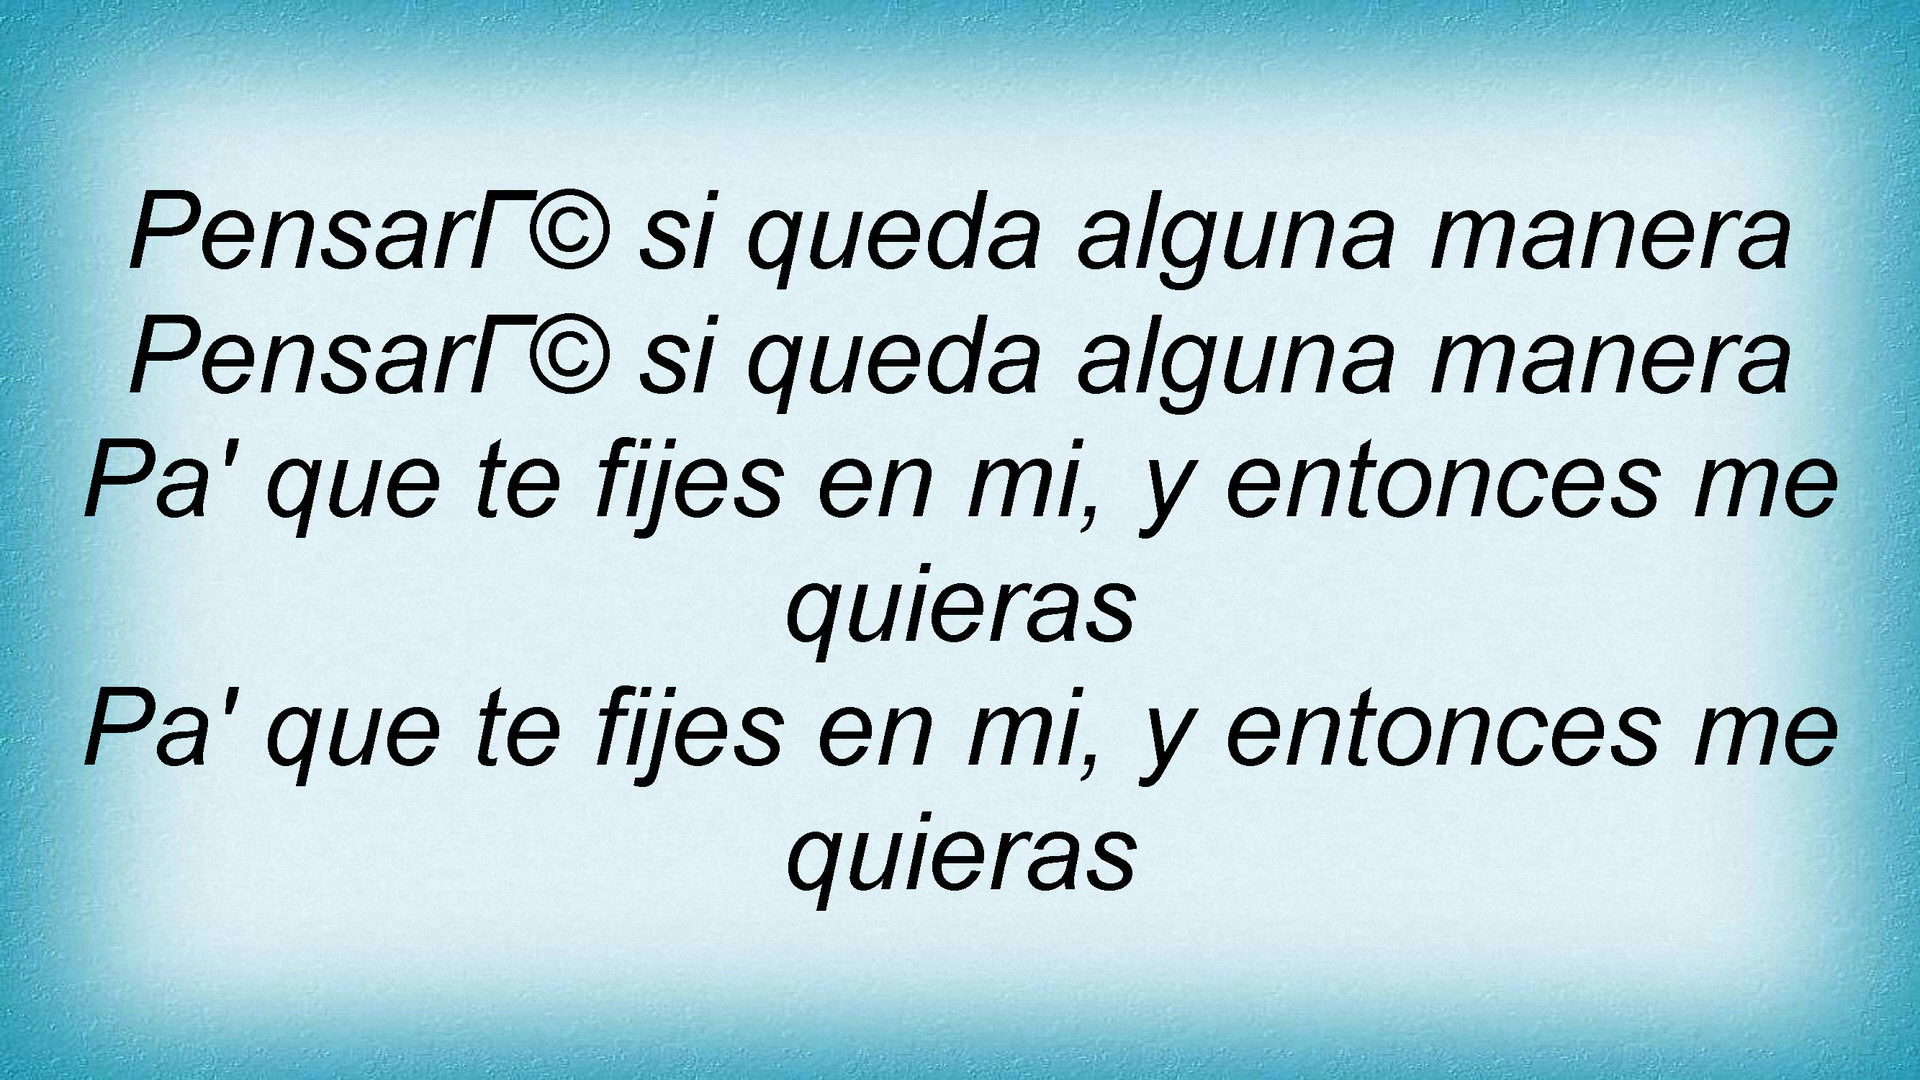 PensarГ© si queda alguna manera
PensarГ© si queda alguna manera
Pa' que te fijes en mi, y entonces me
quieras
Pa' que te fijes en mi, y entonces me
quieras